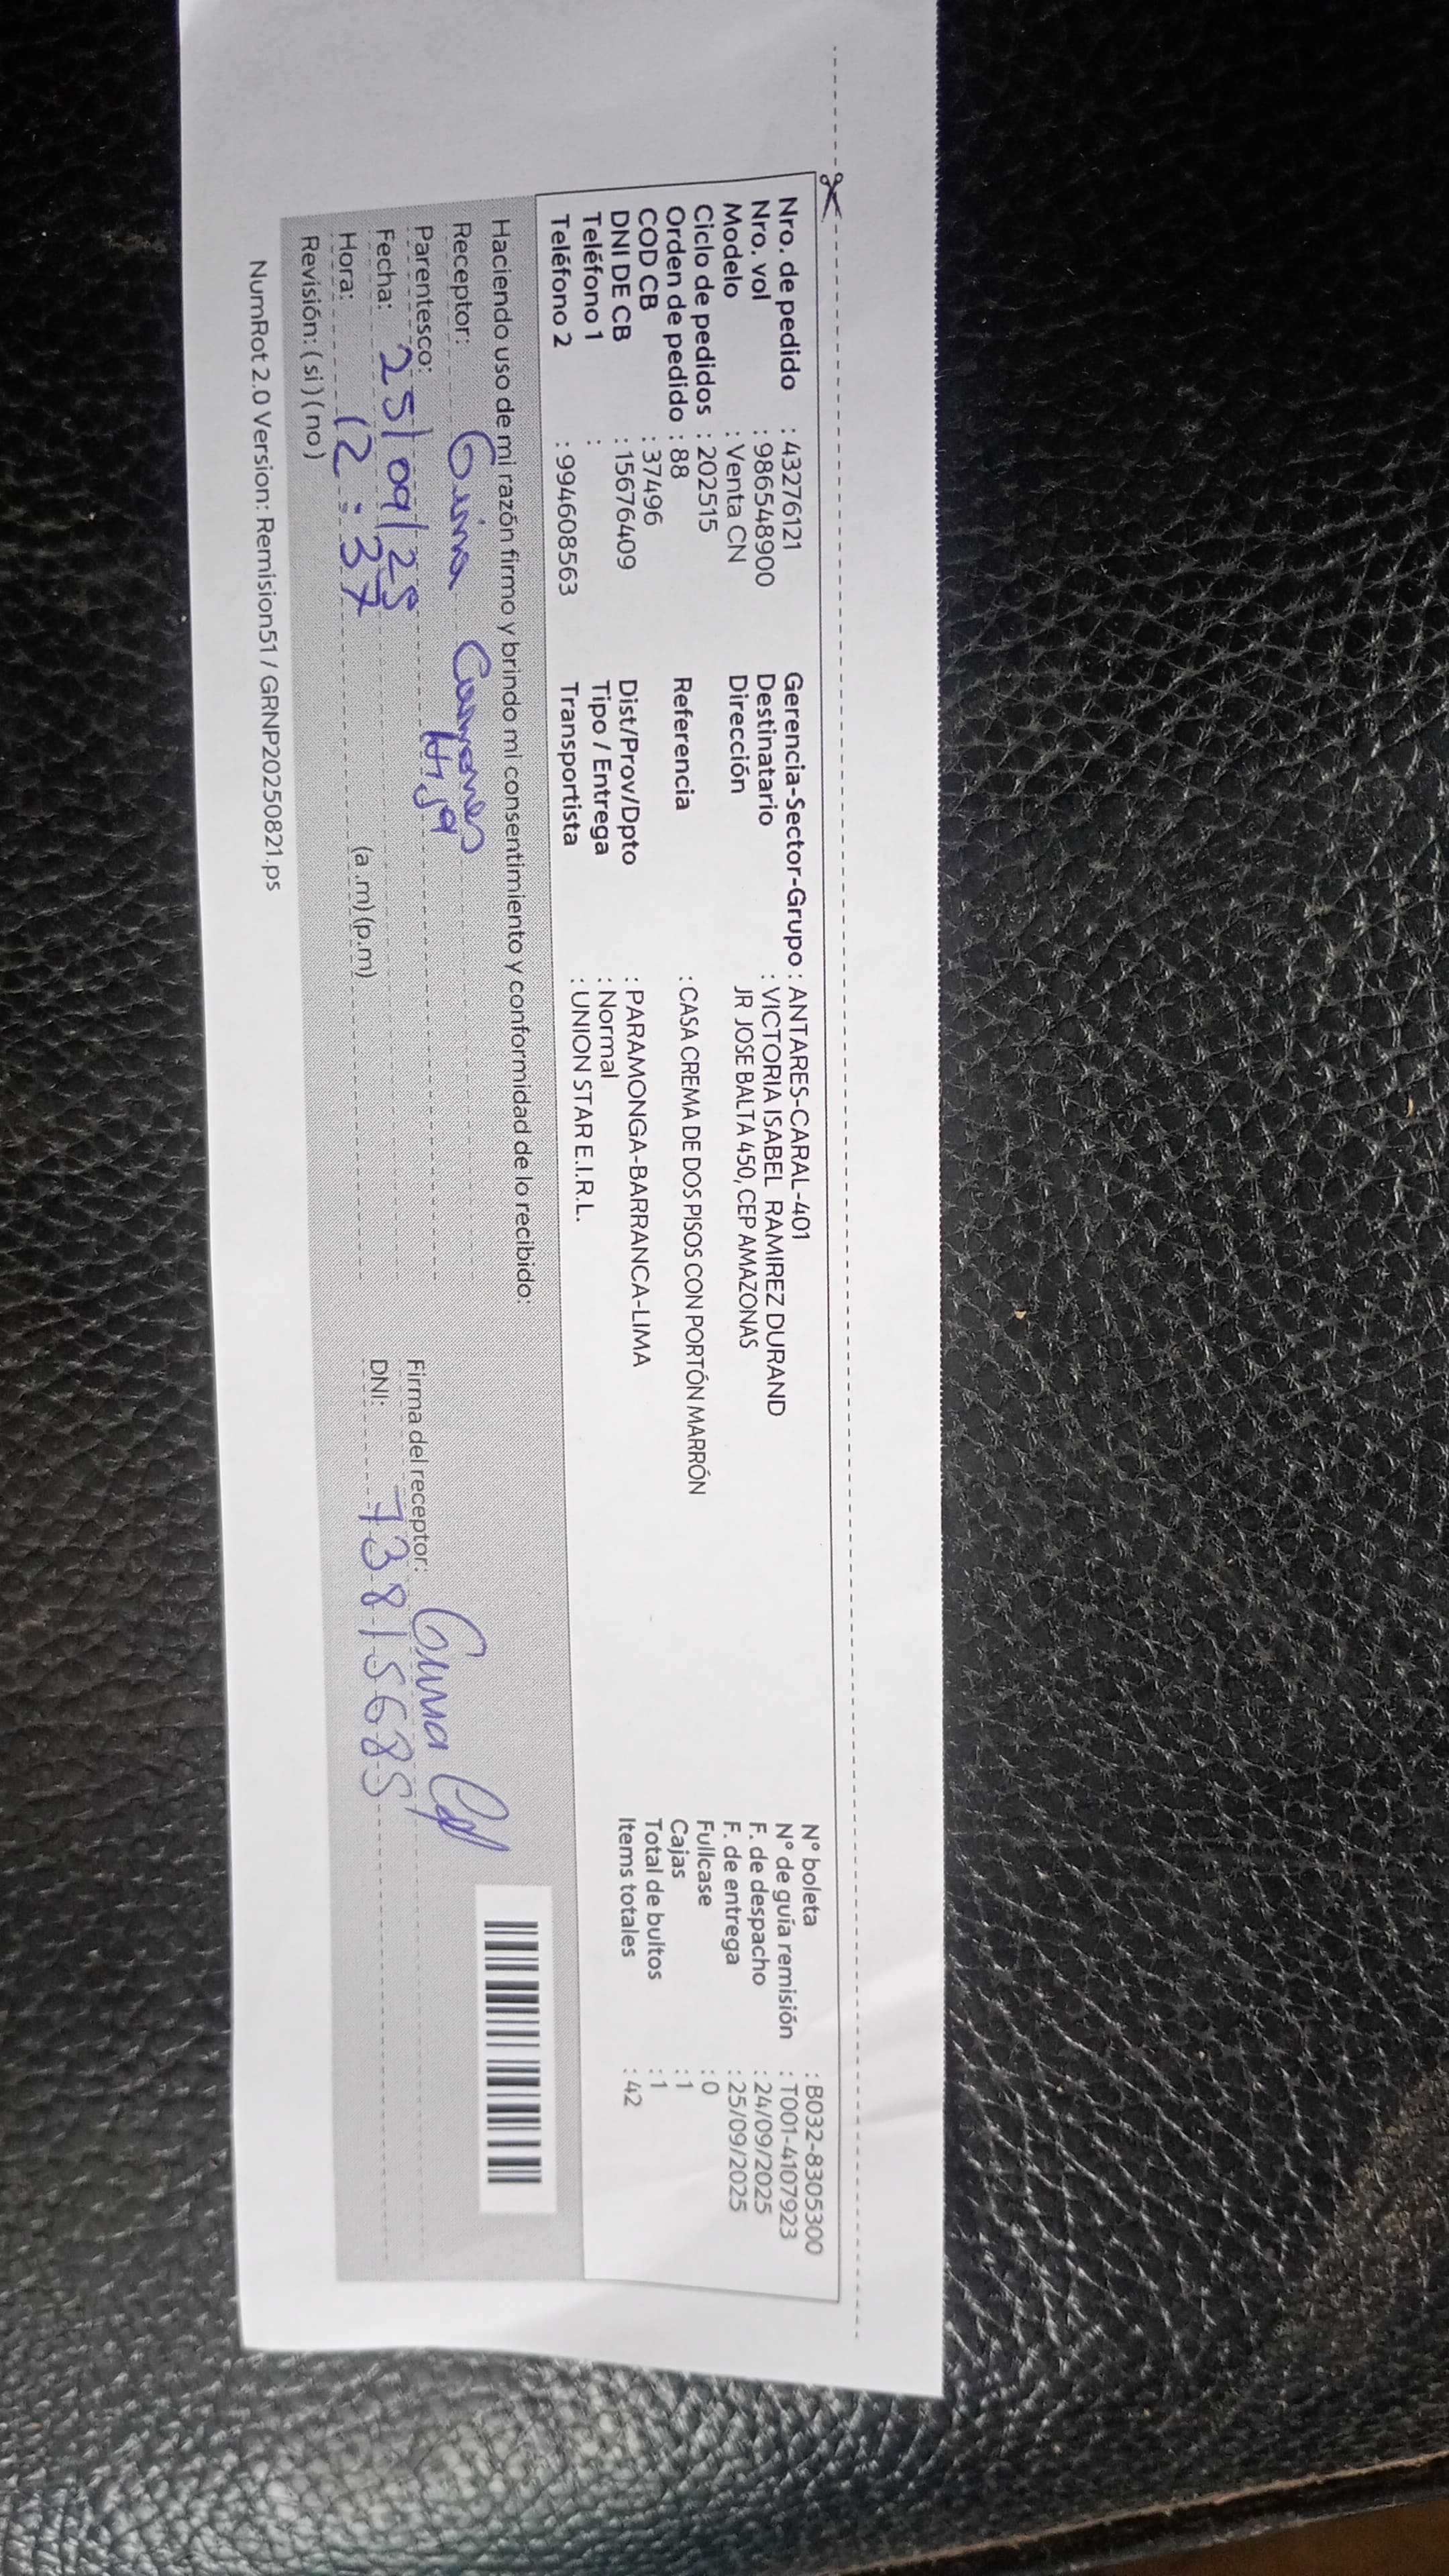 Nro. de pedido : 43276121
Nro. vol : 986548900
Modelo : Venta CN
Ciclo de pedidos : 202515
Orden de pedido : 88
COD CB : 37496
DNI DE CB : 15676409
Teléfono 1 :
Teléfono 2 : 994608563
Gerencia-Sector-Grupo : ANTARES-CARAL-401
Destinatario : VICTORIA ISABEL RAMIREZ DURAND
Dirección JR JOSE BALTA 450, CEP AMAZONAS
Referencia : CASA CREMA DE DOS PISOS CON PORTÓN MARRÓN
Dist/Prov/Dpto : PARAMONGA-BARRANCA-LIMA
Tipo / Entrega : Normal
Transportista : UNION STAR E.I.R.L.
N° boleta : B032-8305300
N° de guía remisión : T001-4107923
F. de despacho : 24/09/2025
F. de entrega : 25/09/2025
Fullcase : 0
Cajas : 1
Total de bultos : 1
Items totales : 42
Haciendo uso de mi razón firmo y brindo mi consentimiento y conformidad de lo recibido:
Receptor: Gina
Parentesco: Hija
Fecha: 25/09/25
Hora: 12:37 (a.m) (p.m)
Revisión: ( si ) ( no )
Firma del receptor: Gina
DNI: 73815685
NumRot 2.0 Version: Remision51 / GRNP20250821.ps